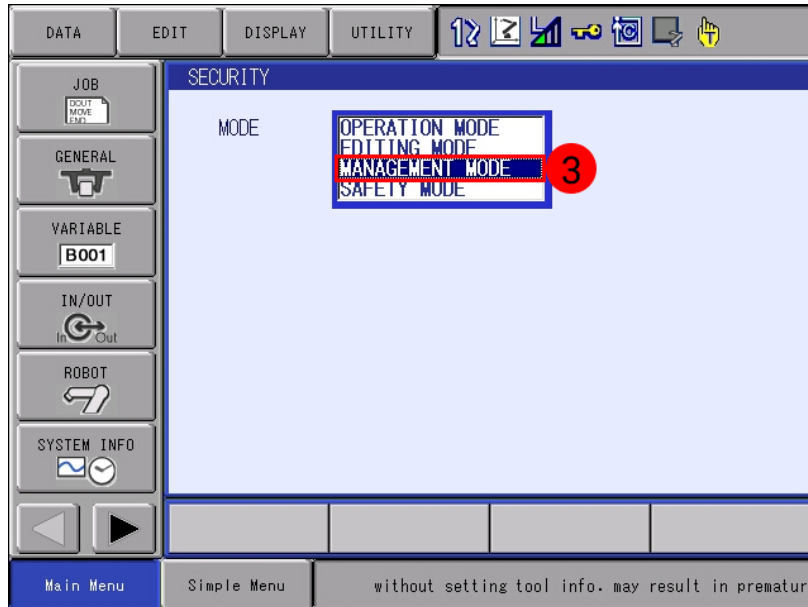 DATA
EDIT
DISPLAY
UTILITY
JOB
DOUT
MOVE
END
GENERAL
VARIABLE
B001
IN/OUT
In Out
ROBOT
SYSTEM INFO
SECURITY
MODE
OPERATION MODE
EDITING MODE
MANAGEMENT MODE
SAFETY MODE
3
Main Menu
Simple Menu
without setting tool info. may result in prematur